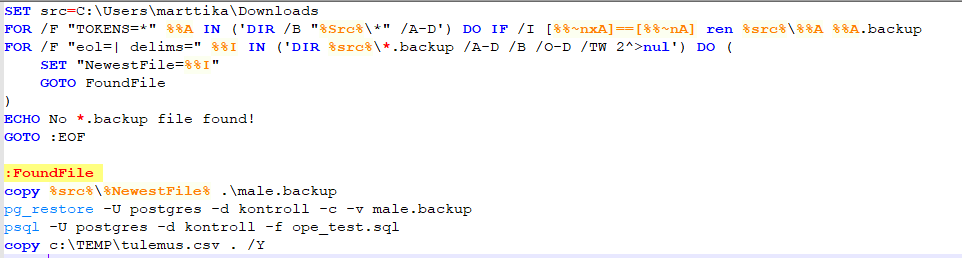 SET src=C:\Users\marttika\Downloads
FOR /F "TOKENS=*" %%A IN ('DIR /B "%Src%\*" /A-D') DO IF /I [%%~nxA]==[%%~nA] ren %src%\%%A %%A.backup
FOR /F "eol=| delims=" %%I IN ('DIR %src%\*.backup /A-D /B /O-D /TW 2^>nul') DO (
    SET "NewestFile=%%I"
    GOTO FoundFile
)
ECHO No *.backup file found!
GOTO :EOF

:FoundFile
copy %src%\%NewestFile% .\male.backup
pg_restore -U postgres -d kontroll -c -v male.backup
psql -U postgres -d kontroll -f ope_test.sql
copy c:\TEMP\tulemus.csv . /Y